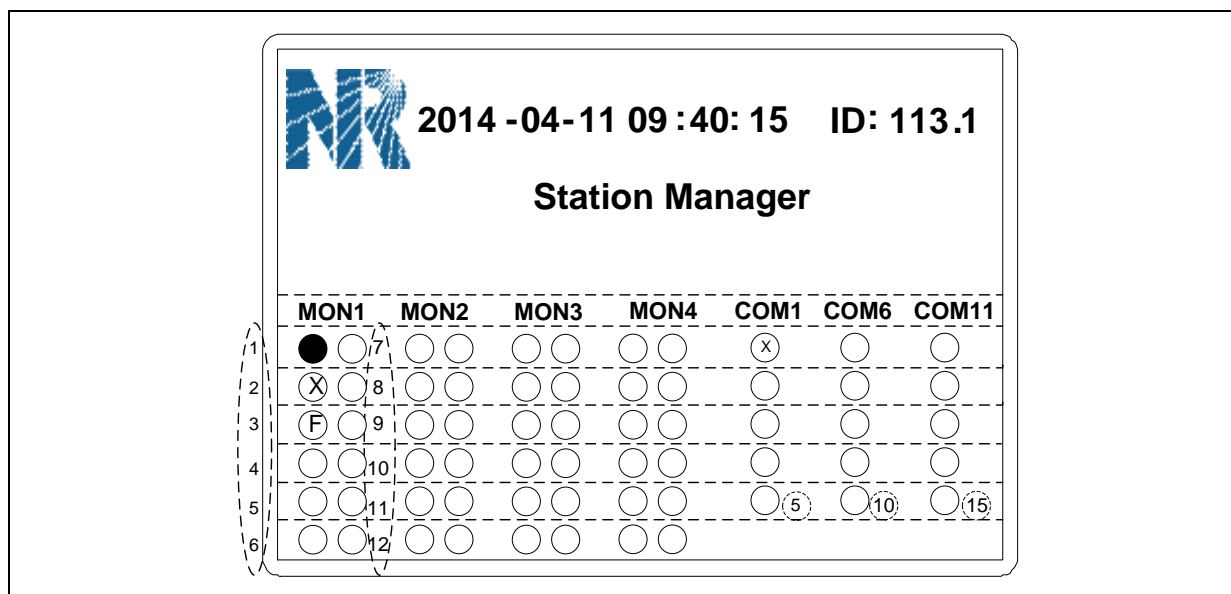 NR 2014-04-11 09:40:15 ID: 113.1
Station Manager
MON1 MON2 MON3 MON4 COM1 COM6 COM11
1 7 X
2 X 8
3 F 9
4 10
5 11 5 10 15
6 12